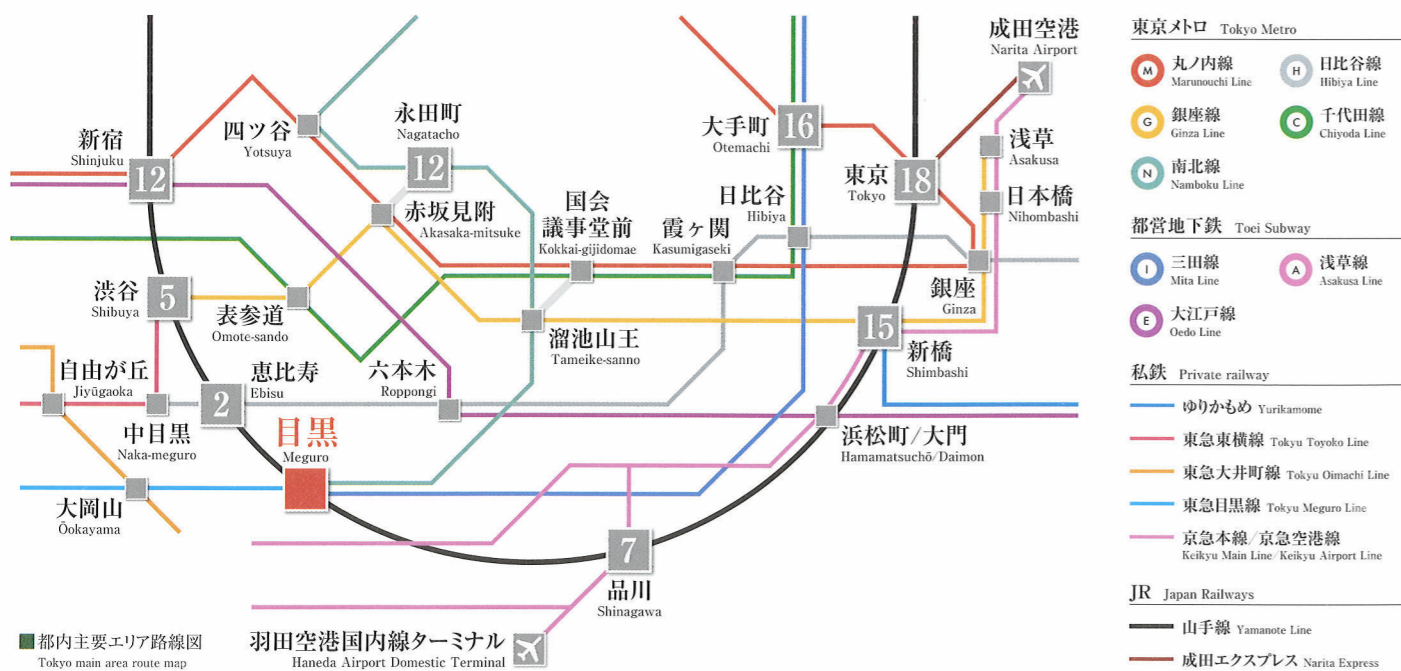 成田空港
Narita Airport
永田町
Nagatacho
四ツ谷
Yotsuya
新宿
Shinjuku
12
12
大手町
Otemachi
16
浅草
Asakusa
東京
Tokyo
18
日本橋
Nihombashi
赤坂見附
Akasaka-mitsuke
国会
議事堂前
Kokkai-gijidomae
霞ヶ関
Kasumigaseki
日比谷
Hibiya
渋谷
Shibuya
5
表参道
Omote-sando
溜池山王
Tameike-sanno
銀座
Ginza
15
新橋
Shimbashi
自由が丘
Jiyūgaoka
恵比寿
Ebisu
2
六本木
Roppongi
中目黒
Naka-meguro
目黒
Meguro
浜松町/大門
Hamamatsuchō/Daimon
大岡山
Ōokayama
7
品川
Shinagawa
羽田空港国内線ターミナル
Haneda Airport Domestic Terminal
都内主要エリア路線図
Tokyo main area route map
東京メトロ Tokyo Metro
M 丸ノ内線
Marunouchi Line
H 日比谷線
Hibiya Line
G 銀座線
Ginza Line
C 千代田線
Chiyoda Line
N 南北線
Namboku Line
都営地下鉄 Toei Subway
I 三田線
Mita Line
A 浅草線
Asakusa Line
E 大江戸線
Oedo Line
私鉄 Private railway
ゆりかもめ Yurikamome
東急東横線 Tokyu Toyoko Line
東急大井町線 Tokyu Oimachi Line
東急目黒線 Tokyu Meguro Line
京急本線/京急空港線
Keikyu Main Line/Keikyu Airport Line
JR Japan Railways
山手線 Yamanote Line
成田エクスプレス Narita Express